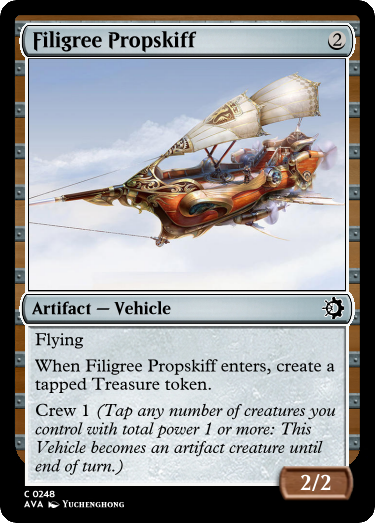 Filigree Propskiff 2
Artifact — Vehicle
Flying
When Filigree Propskiff enters, create a
tapped Treasure token.
Crew 1 (Tap any number of creatures you
control with total power 1 or more: This
Vehicle becomes an artifact creature until
end of turn.)
2/2
C 0248
AVA Yuchenghong